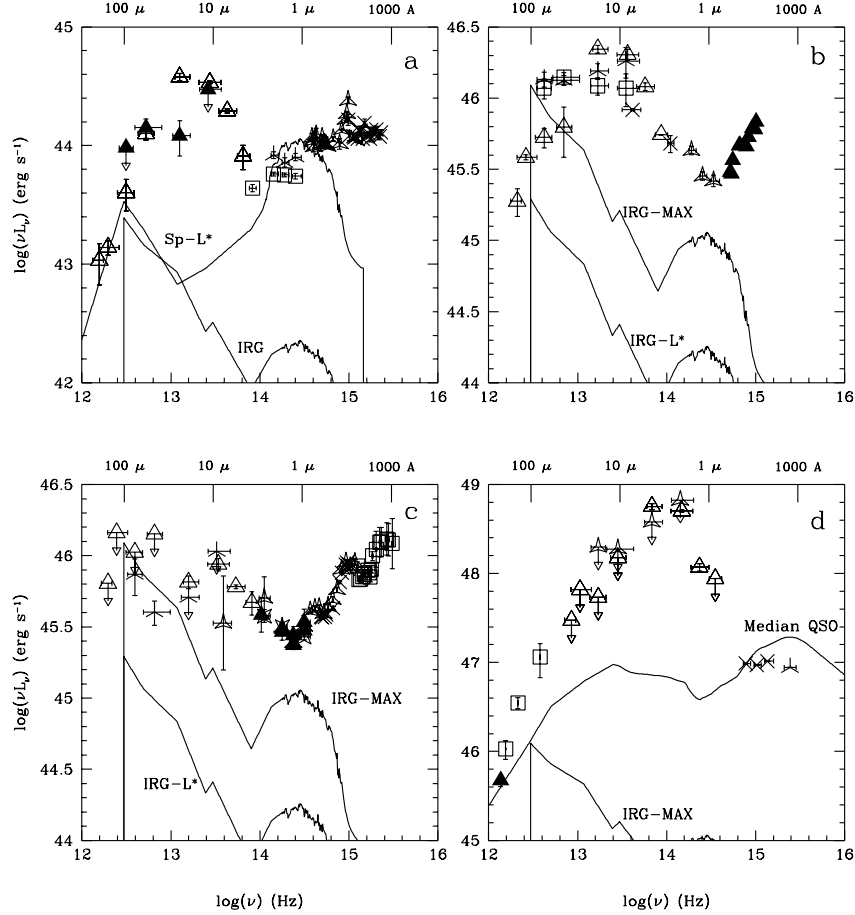 100 μ 10 μ 1 μ 1000 A
100 μ 10 μ 1 μ 1000 A
45
44
43
42
a
Sp-L*
IRG
12 13 14 15 16
log(νLν) (erg s⁻¹)
46.5
46
45.5
45
44.5
44
b
IRG-MAX
IRG-L*
12 13 14 15 16
100 μ 10 μ 1 μ 1000 A
100 μ 10 μ 1 μ 1000 A
46.5
46
45.5
45
44.5
44
c
IRG-MAX
IRG-L*
12 13 14 15 16
log(νLν) (erg s⁻¹)
log(ν) (Hz)
49
48
47
46
45
d
Median QSO
IRG-MAX
12 13 14 15 16
log(ν) (Hz)